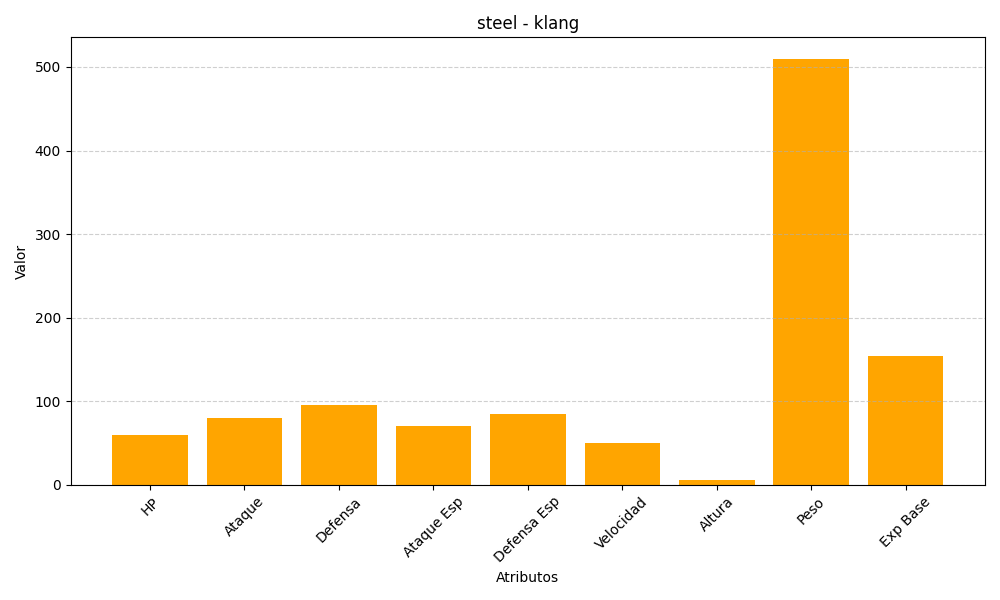 steel - klang
Valor
500
400
300
200
100
0
HP
Ataque
Defensa
Ataque Esp
Defensa Esp
Velocidad
Altura
Peso
Exp Base
Atributos